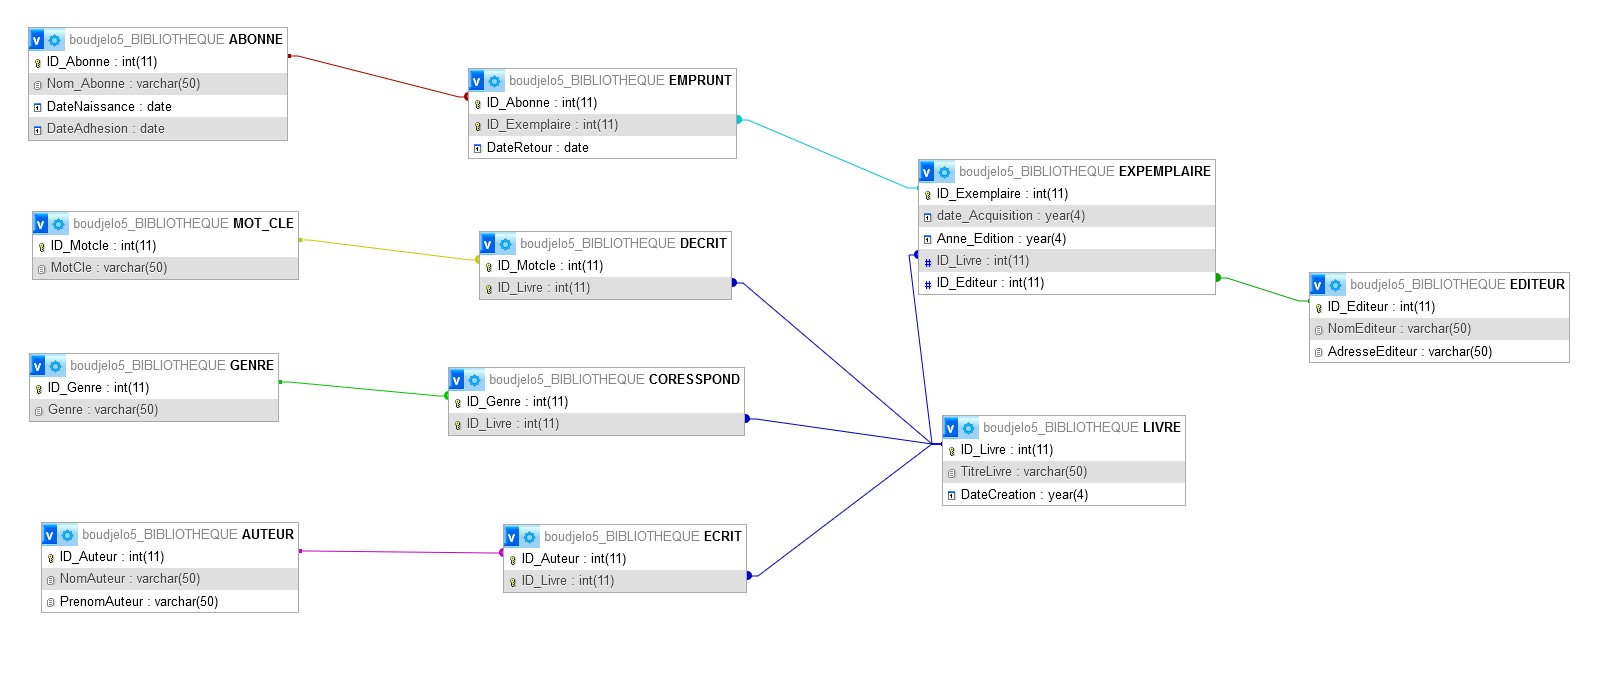 boudjelo5_BIBLIOTHEQUE ABONNE
ID_Abonne : int(11)
Nom_Abonne : varchar(50)
DateNaissance : date
DateAdhesion : date
boudjelo5_BIBLIOTHEQUE EMPRUNT
ID_Abonne : int(11)
ID_Exemplaire : int(11)
DateRetour : date
boudjelo5_BIBLIOTHEQUE EXPEMPLAIRE
ID_Exemplaire : int(11)
date_Acquisition : year(4)
Anne_Edition : year(4)
ID_Livre : int(11)
ID_Editeur : int(11)
boudjelo5_BIBLIOTHEQUE MOT_CLE
ID_Motcle : int(11)
MotCle : varchar(50)
boudjelo5_BIBLIOTHEQUE DECRIT
ID_Motcle : int(11)
ID_Livre : int(11)
boudjelo5_BIBLIOTHEQUE EDITEUR
ID_Editeur : int(11)
NomEditeur : varchar(50)
AdresseEditeur : varchar(50)
boudjelo5_BIBLIOTHEQUE GENRE
ID_Genre : int(11)
Genre : varchar(50)
boudjelo5_BIBLIOTHEQUE CORESSPOND
ID_Genre : int(11)
ID_Livre : int(11)
boudjelo5_BIBLIOTHEQUE LIVRE
ID_Livre : int(11)
TitreLivre : varchar(50)
DateCreation : year(4)
boudjelo5_BIBLIOTHEQUE AUTEUR
ID_Auteur : int(11)
NomAuteur : varchar(50)
PrenomAuteur : varchar(50)
boudjelo5_BIBLIOTHEQUE ECRIT
ID_Auteur : int(11)
ID_Livre : int(11)